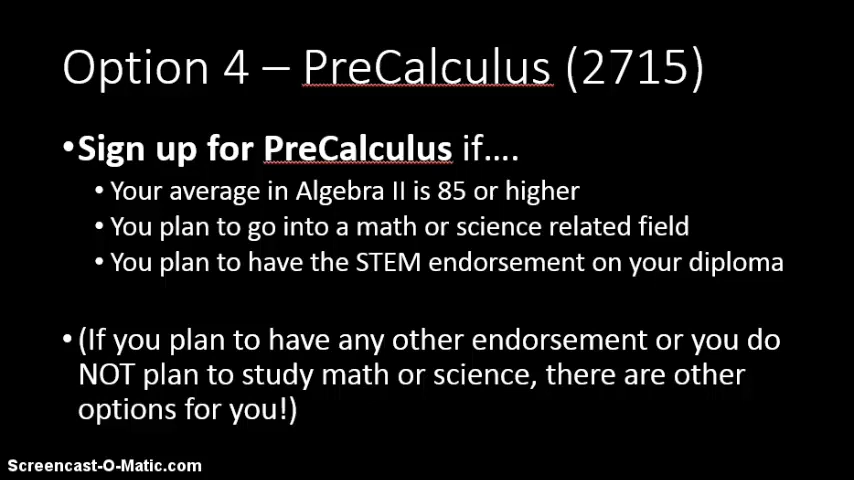 Option 4 – PreCalculus (2715)
•Sign up for PreCalculus if….
• Your average in Algebra II is 85 or higher
• You plan to go into a math or science related field
• You plan to have the STEM endorsement on your diploma
• (If you plan to have any other endorsement or you do
NOT plan to study math or science, there are other
options for you!)
Screencast-O-Matic.com